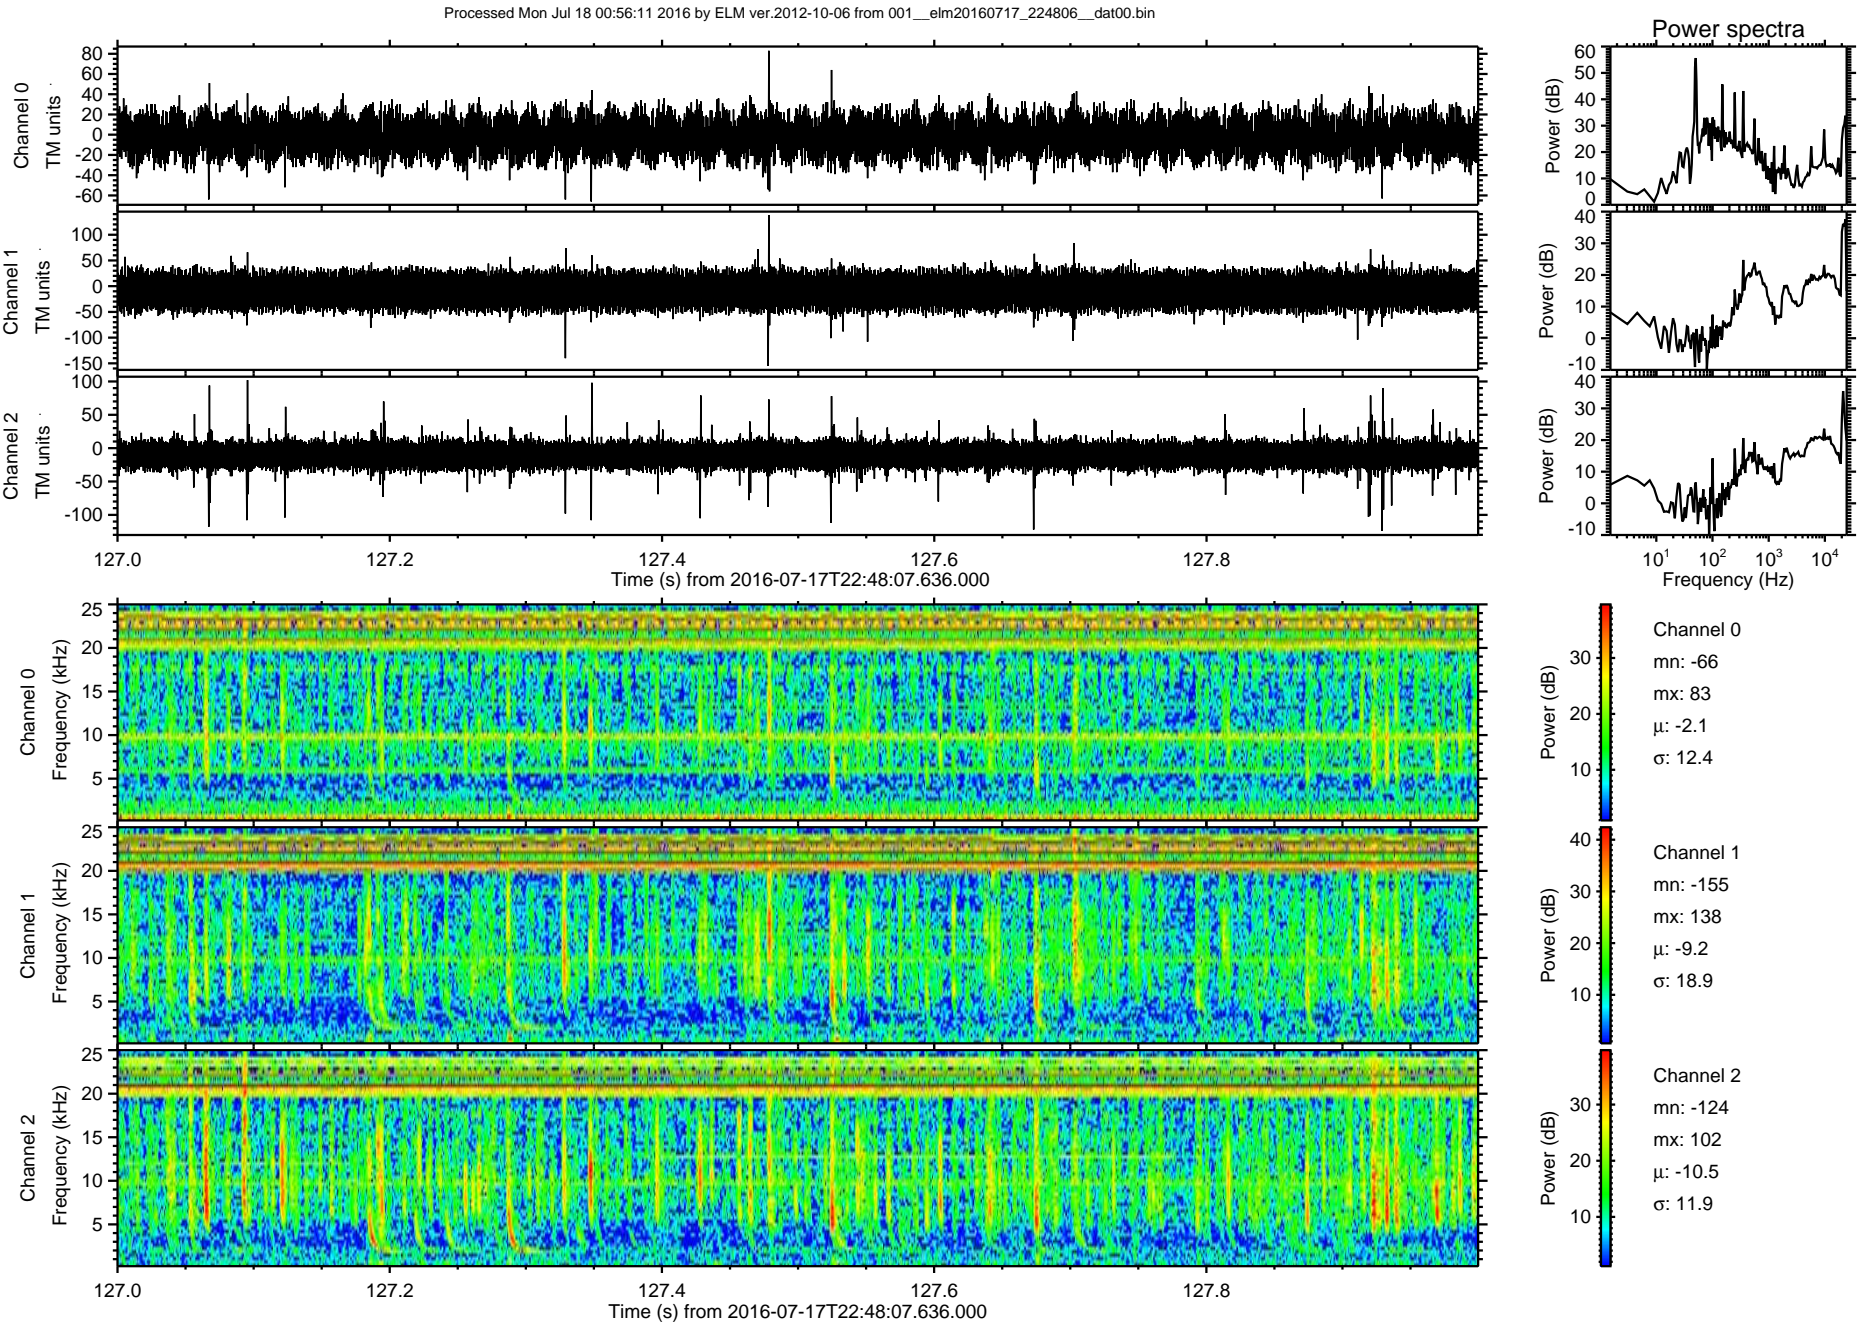 Processed Mon Jul 18 00:56:11 2016 by ELM ver.2012-10-06 from 001__elm20160717_224806__dat00.bin
Power spectra
Channel 0
TM units
80
60
40
20
0
-20
-40
-60
Power (dB)
60
50
40
30
20
10
0
Channel 1
TM units
100
50
0
-50
-100
-150
Power (dB)
40
30
20
10
0
-10
Channel 2
TM units
100
50
0
-50
-100
Power (dB)
40
30
20
10
0
-10
127.0 127.2 127.4 127.6 127.8
Time (s) from 2016-07-17T22:48:07.636.000
10^1 10^2 10^3 10^4
Frequency (Hz)
Channel 0
Frequency (kHz)
25
20
15
10
5
Power (dB)
30
20
10
Channel 0
mn: -66
mx: 83
μ: -2.1
σ: 12.4
Channel 1
Frequency (kHz)
25
20
15
10
5
Power (dB)
40
30
20
10
Channel 1
mn: -155
mx: 138
μ: -9.2
σ: 18.9
Channel 2
Frequency (kHz)
25
20
15
10
5
Power (dB)
30
20
10
Channel 2
mn: -124
mx: 102
μ: -10.5
σ: 11.9
127.0 127.2 127.4 127.6 127.8
Time (s) from 2016-07-17T22:48:07.636.000